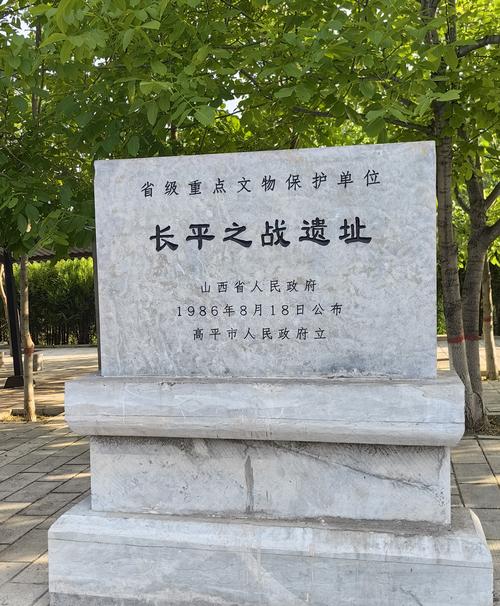 省级重点文物保护单位
长平之战遗址
山西省人民政府
1986年8月18日公布
高平市人民政府立